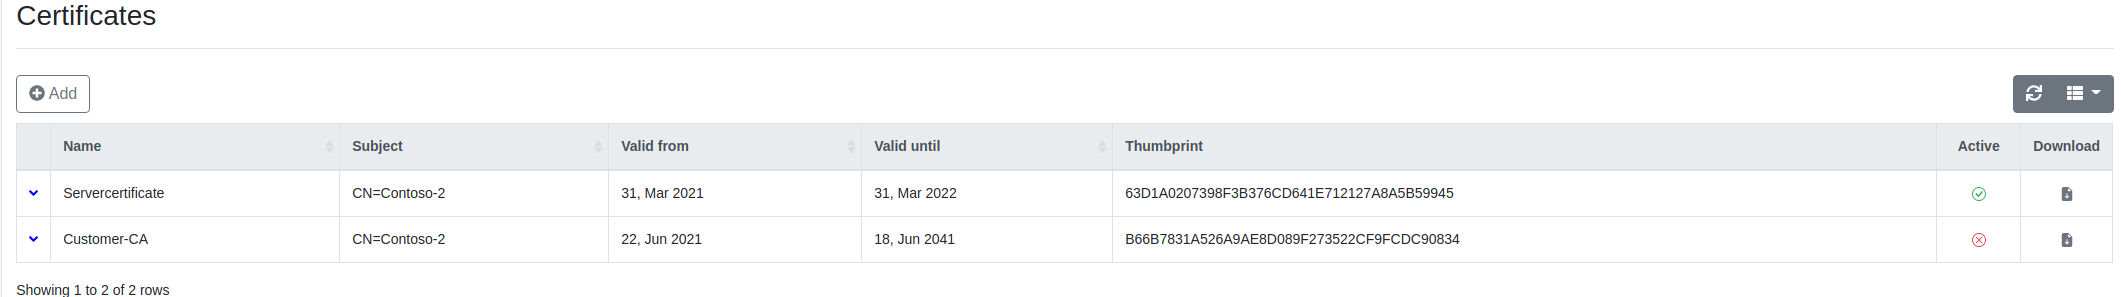 Certificates
Add
Name Subject Valid from Valid until Thumbprint Active Download
Servercertificate CN=Contoso-2 31, Mar 2021 31, Mar 2022 63D1A0207398F3B376CD641E712127A8A5B59945
Customer-CA CN=Contoso-2 22, Jun 2021 18, Jun 2041 B66B7831A526A9AE8D089F273522CF9FCDC90834
Showing 1 to 2 of 2 rows